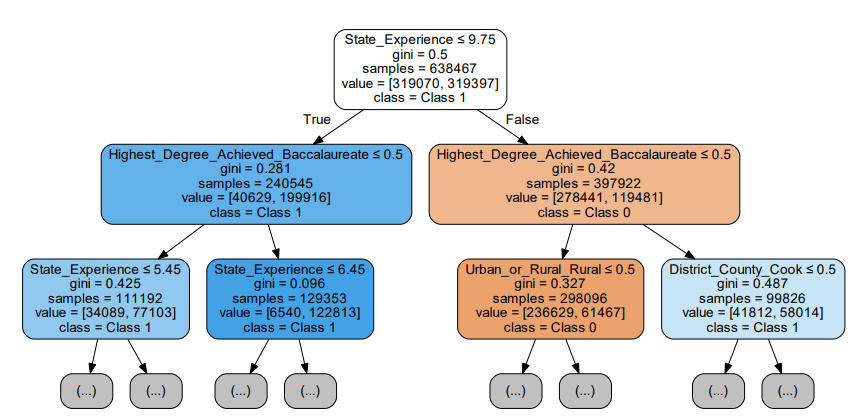 State_Experience ≤ 9.75
gini = 0.5
samples = 638467
value = [319070, 319397]
class = Class 1
True
False
Highest_Degree_Achieved_Baccalaureate ≤ 0.5
gini = 0.281
samples = 240545
value = [40629, 199916]
class = Class 1
Highest_Degree_Achieved_Baccalaureate ≤ 0.5
gini = 0.42
samples = 397922
value = [278441, 119481]
class = Class 0
State_Experience ≤ 5.45
gini = 0.425
samples = 111192
value = [34089, 77103]
class = Class 1
State_Experience ≤ 6.45
gini = 0.096
samples = 129353
value = [6540, 122813]
class = Class 1
Urban_or_Rural_Rural ≤ 0.5
gini = 0.327
samples = 298096
value = [236629, 61467]
class = Class 0
District_County_Cook ≤ 0.5
gini = 0.487
samples = 99826
value = [41812, 58014]
class = Class 1
(...)
(...)
(...)
(...)
(...)
(...)
(...)
(...)